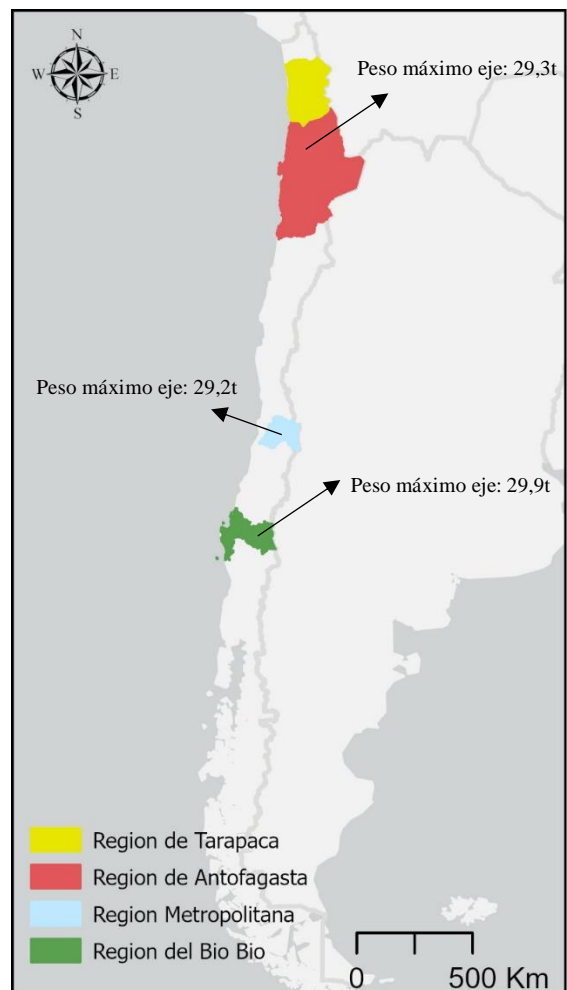 N
W E
S
Peso máximo eje: 29,3t
Peso máximo eje: 29,2t
Peso máximo eje: 29,9t
Region de Tarapaca
Region de Antofagasta
Region Metropolitana
Region del Bio Bio
0 500 Km